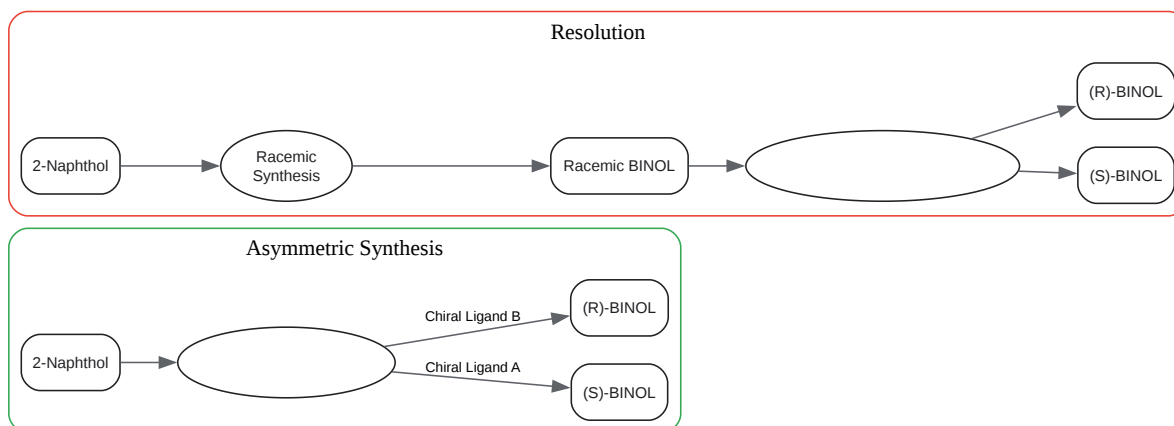 Resolution
(R)-BINOL
2-Naphthol
Racemic
Synthesis
Racemic BINOL
(S)-BINOL
Asymmetric Synthesis
(R)-BINOL
Chiral Ligand B
2-Naphthol
Chiral Ligand A
(S)-BINOL